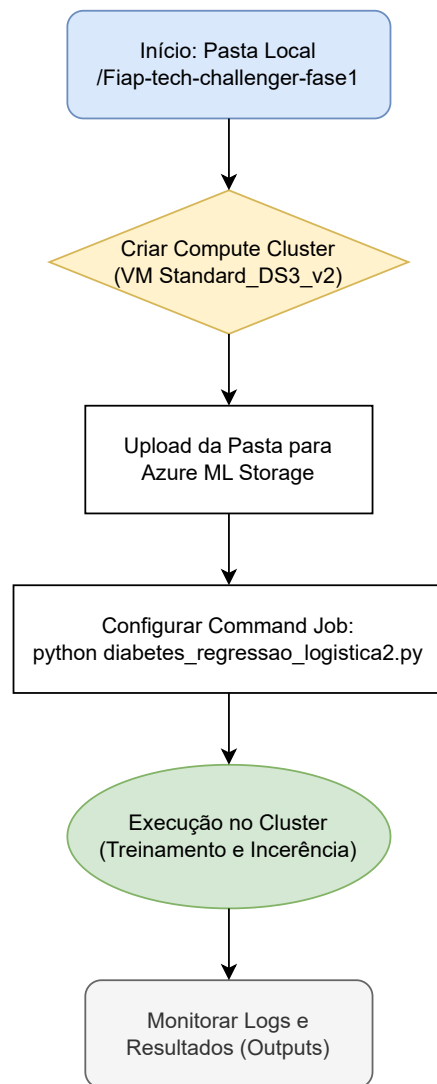 Início: Pasta Local
/Fiap-tech-challenger-fase1
Criar Compute Cluster
(VM Standard_DS3_v2)
Upload da Pasta para
Azure ML Storage
Configurar Command Job:
python diabetes_regressao_logistica2.py
Execução no Cluster
(Treinamento e Incerência)
Monitorar Logs e
Resultados (Outputs)